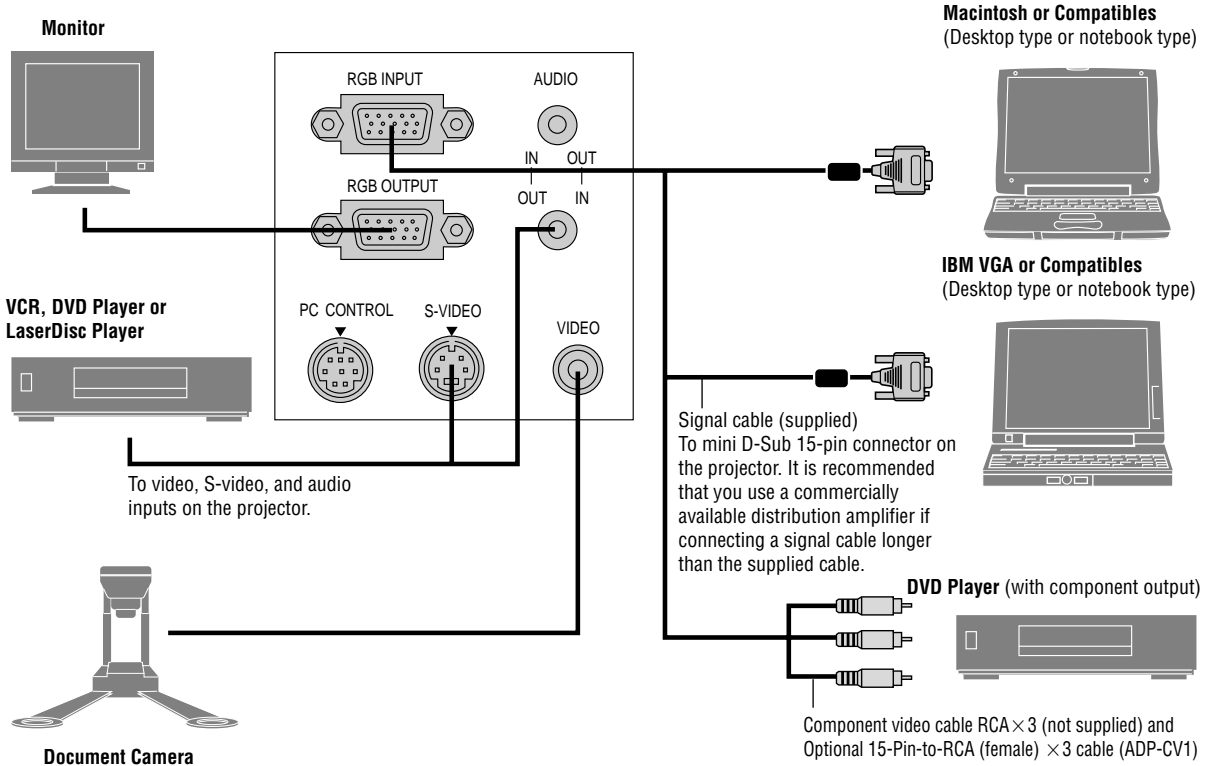 Monitor
Macintosh or Compatibles
(Desktop type or notebook type)
RGB INPUT
AUDIO
IN OUT
RGB OUTPUT
OUT IN
IBM VGA or Compatibles
(Desktop type or notebook type)
VCR, DVD Player or
LaserDisc Player
PC CONTROL
S-VIDEO
VIDEO
Signal cable (supplied)
To mini D-Sub 15-pin connector on
the projector. It is recommended
that you use a commercially
available distribution amplifier if
connecting a signal cable longer
than the supplied cable.
To video, S-video, and audio
inputs on the projector.
DVD Player (with component output)
Component video cable RCA×3 (not supplied) and
Optional 15-Pin-to-RCA (female) ×3 cable (ADP-CV1)
Document Camera